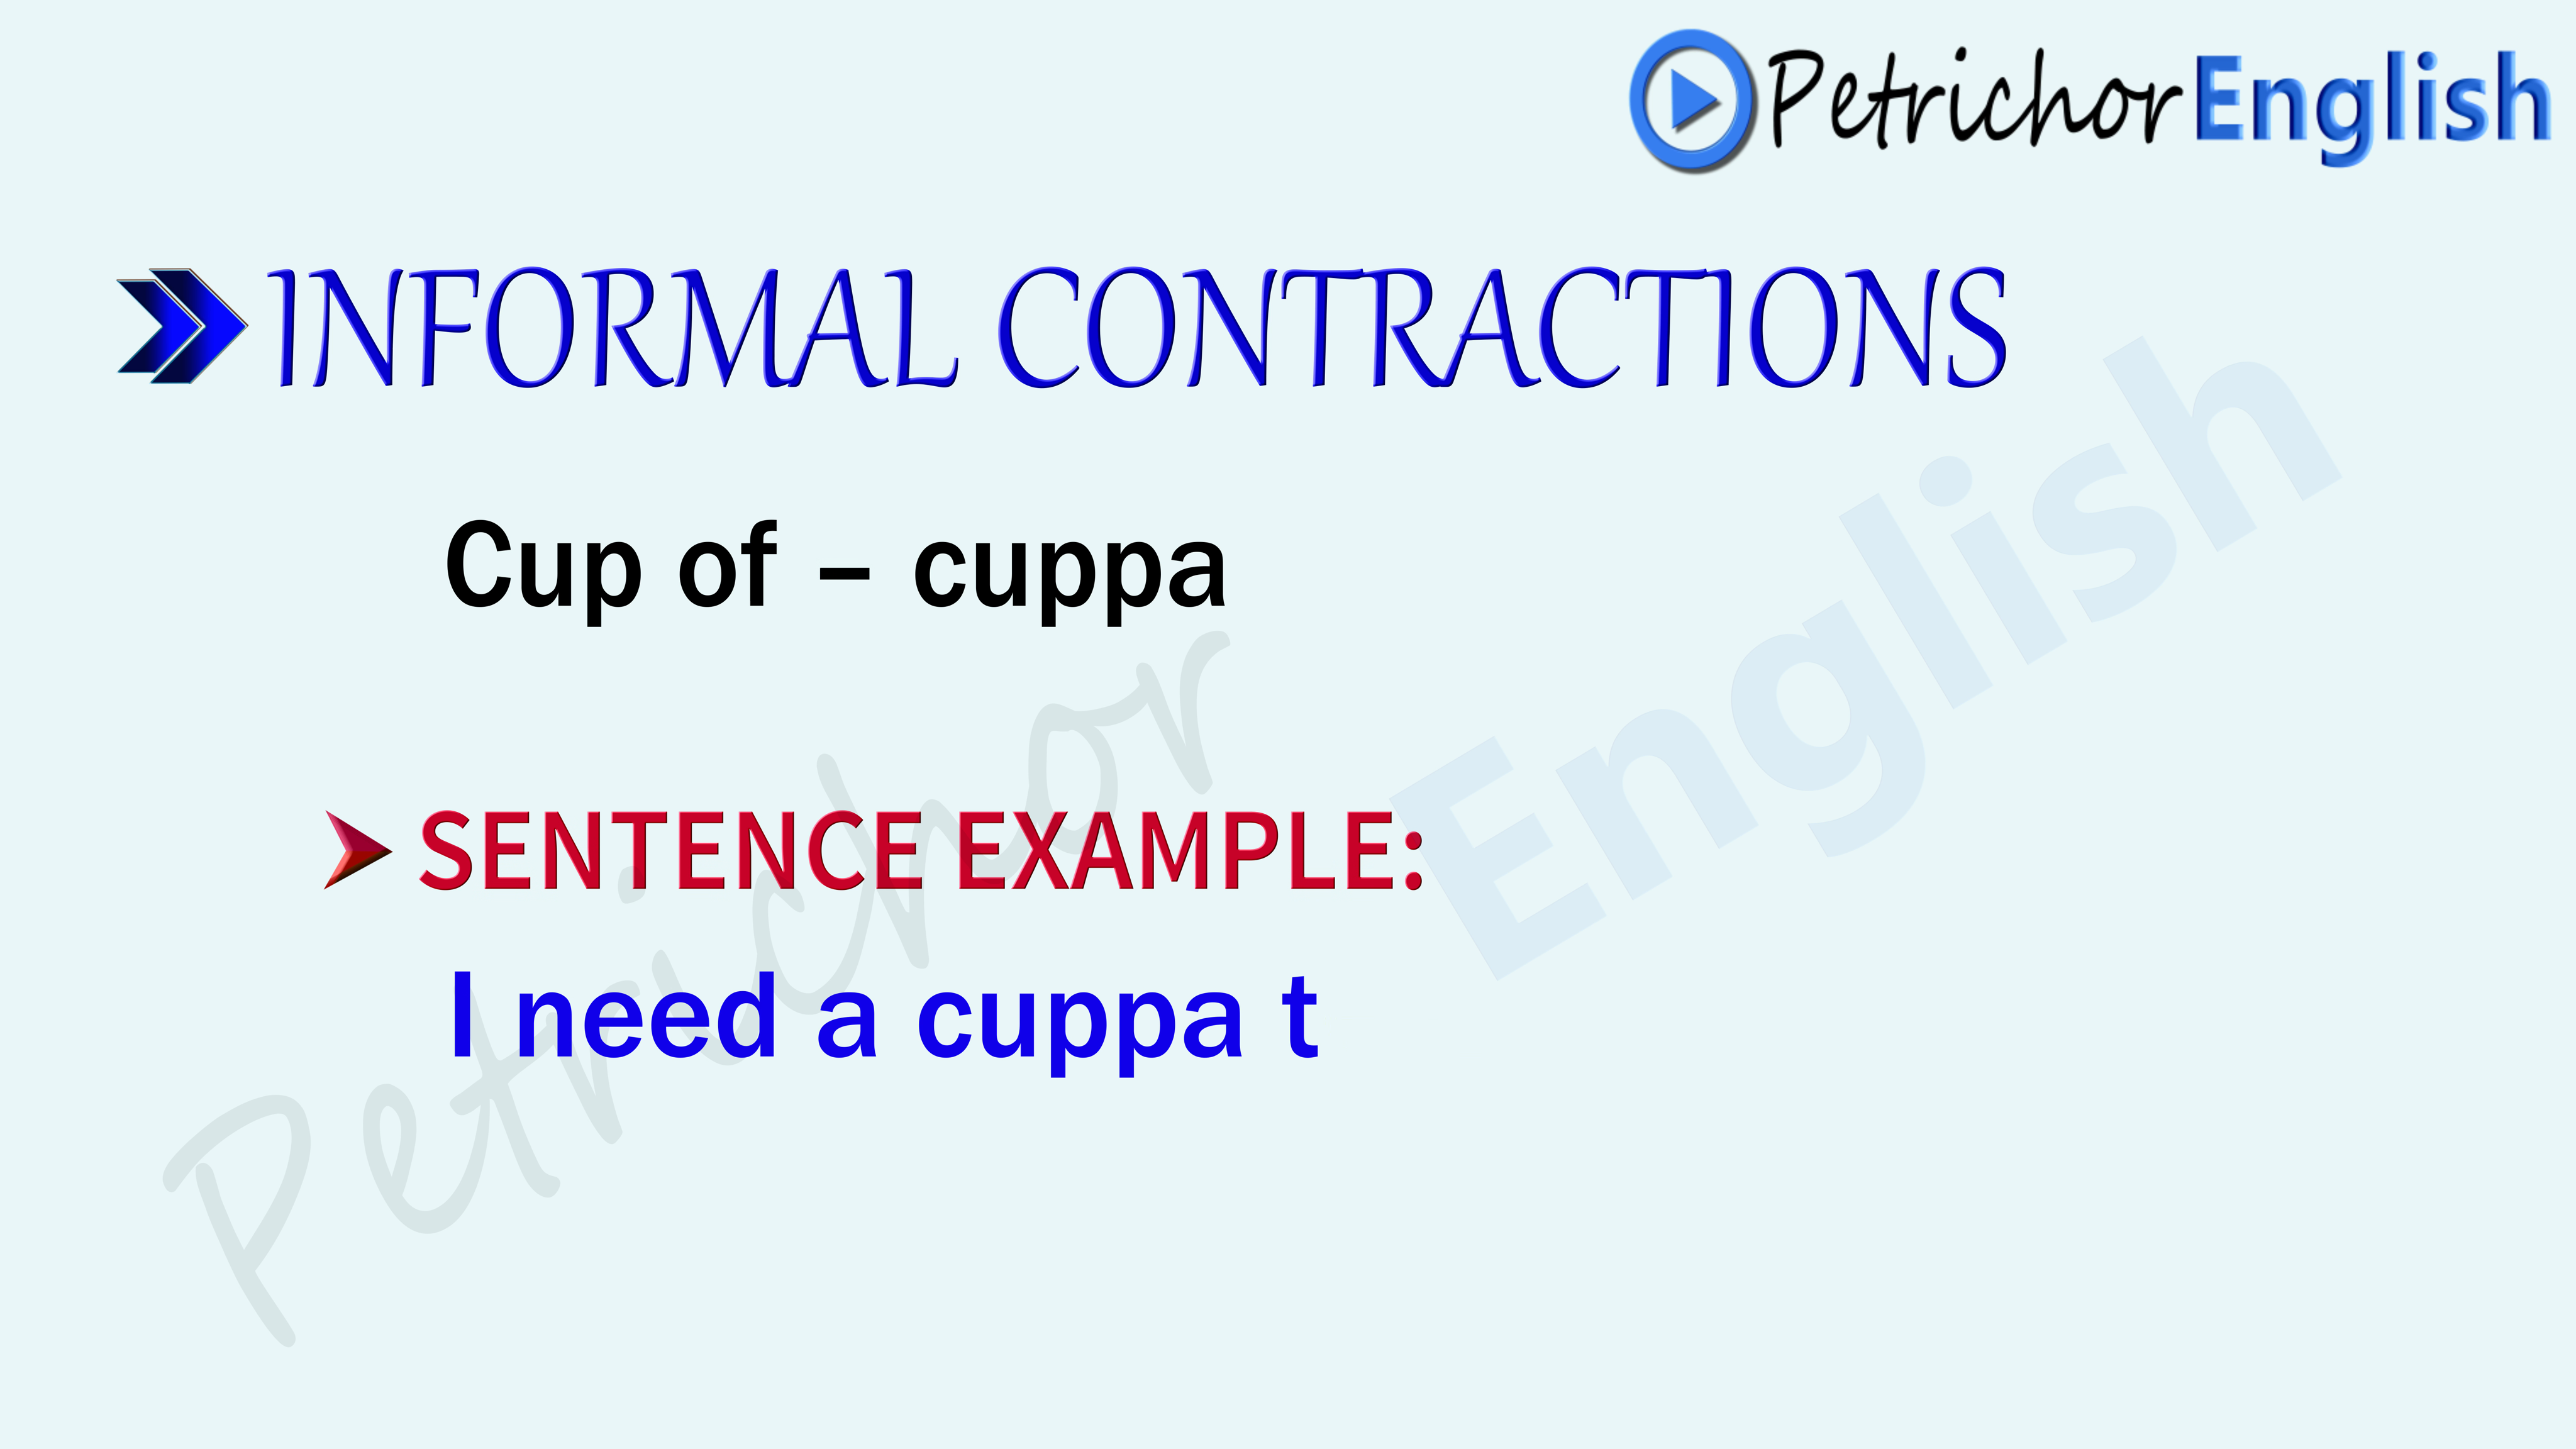 PetrichorEnglish
INFORMAL CONTRACTIONS
Cup of – cuppa
SENTENCE EXAMPLE:
I need a cuppa t
Petrichor English